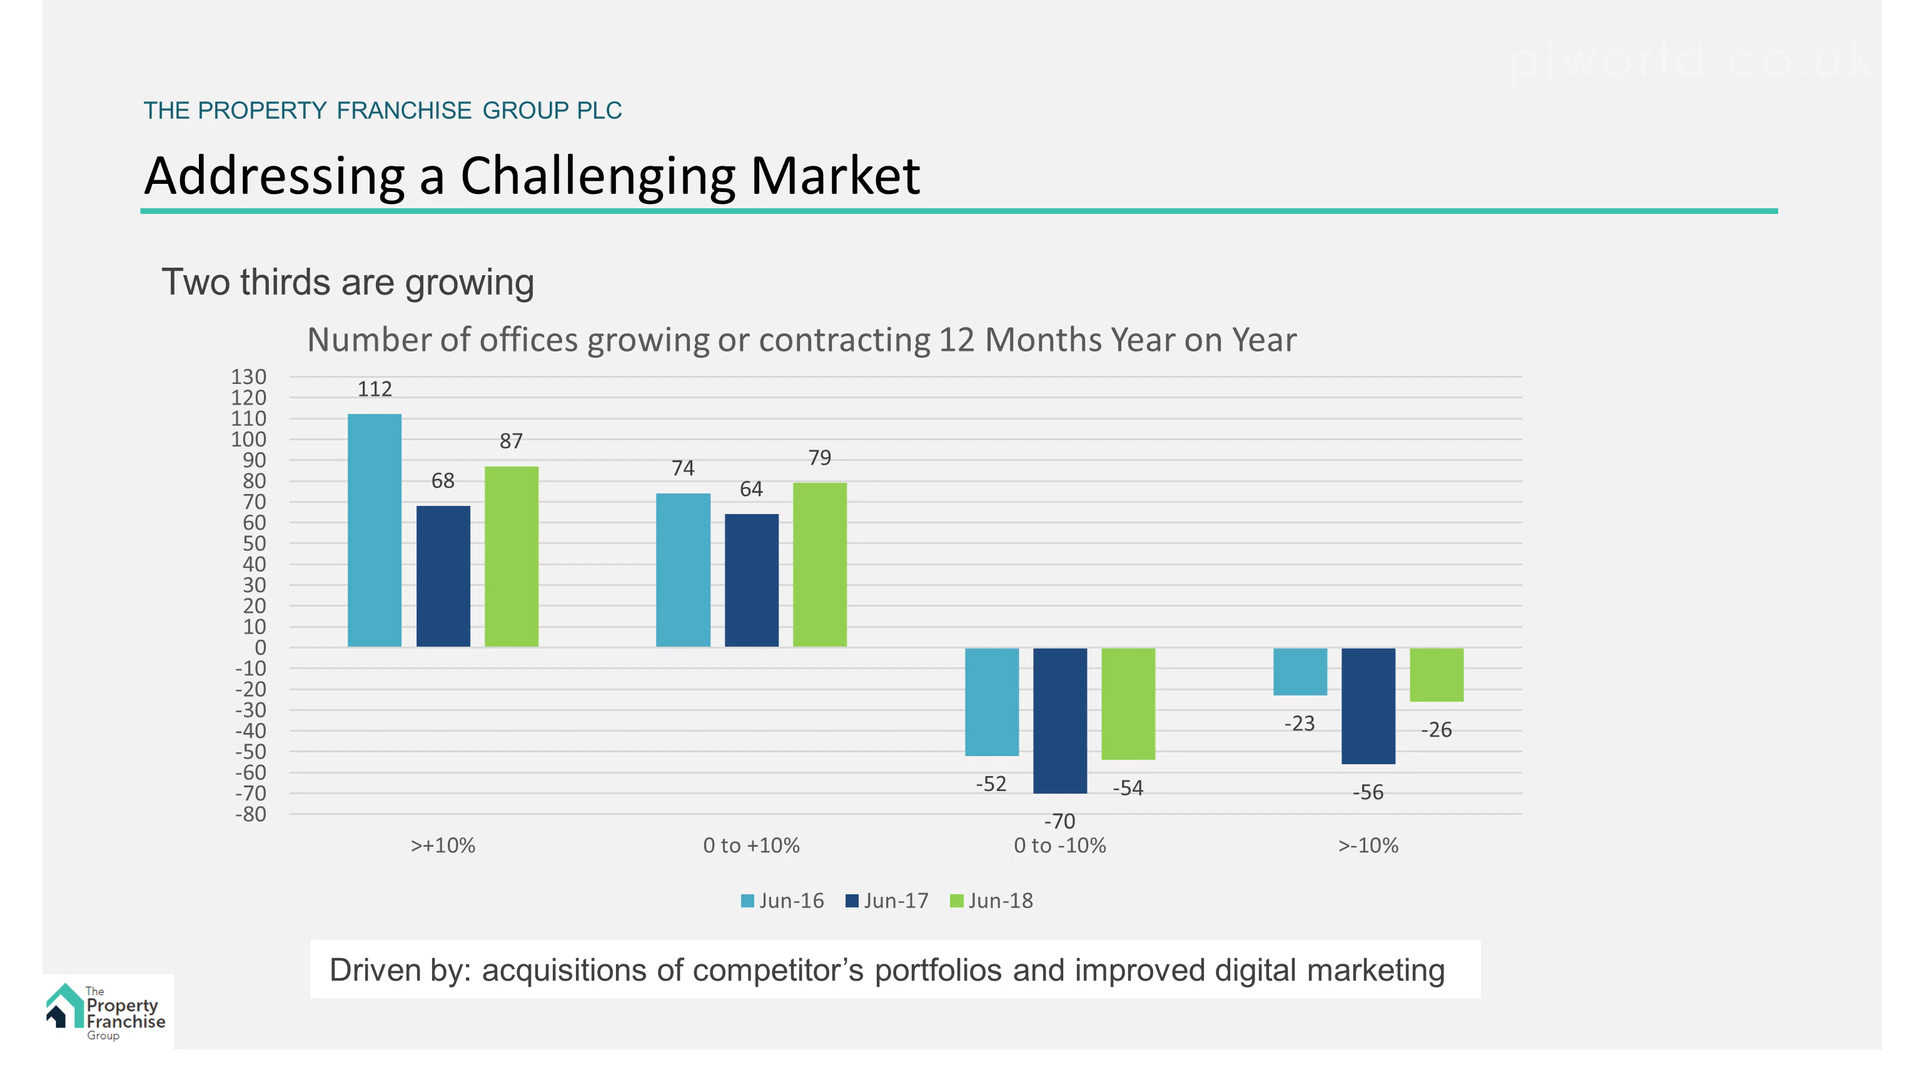 piworld.co.uk
THE PROPERTY FRANCHISE GROUP PLC
Addressing a Challenging Market
Two thirds are growing
Number of offices growing or contracting 12 Months Year on Year
130
120
110
100
90
80
70
60
50
40
30
20
10
0
-10
-20
-30
-40
-50
-60
-70
-80
112
68
87
74
64
79
-52
-70
-54
-23
-56
-26
>+10%
0 to +10%
0 to -10%
>-10%
Jun-16 Jun-17 Jun-18
Driven by: acquisitions of competitor’s portfolios and improved digital marketing
The
Property
Franchise
Group